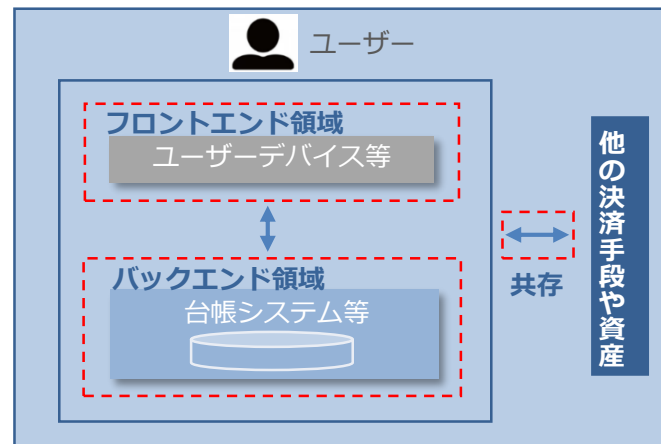 ユーザー
フロントエンド領域
ユーザーデバイス等
バックエンド領域
台帳システム等
共存
他の決済手段や資産